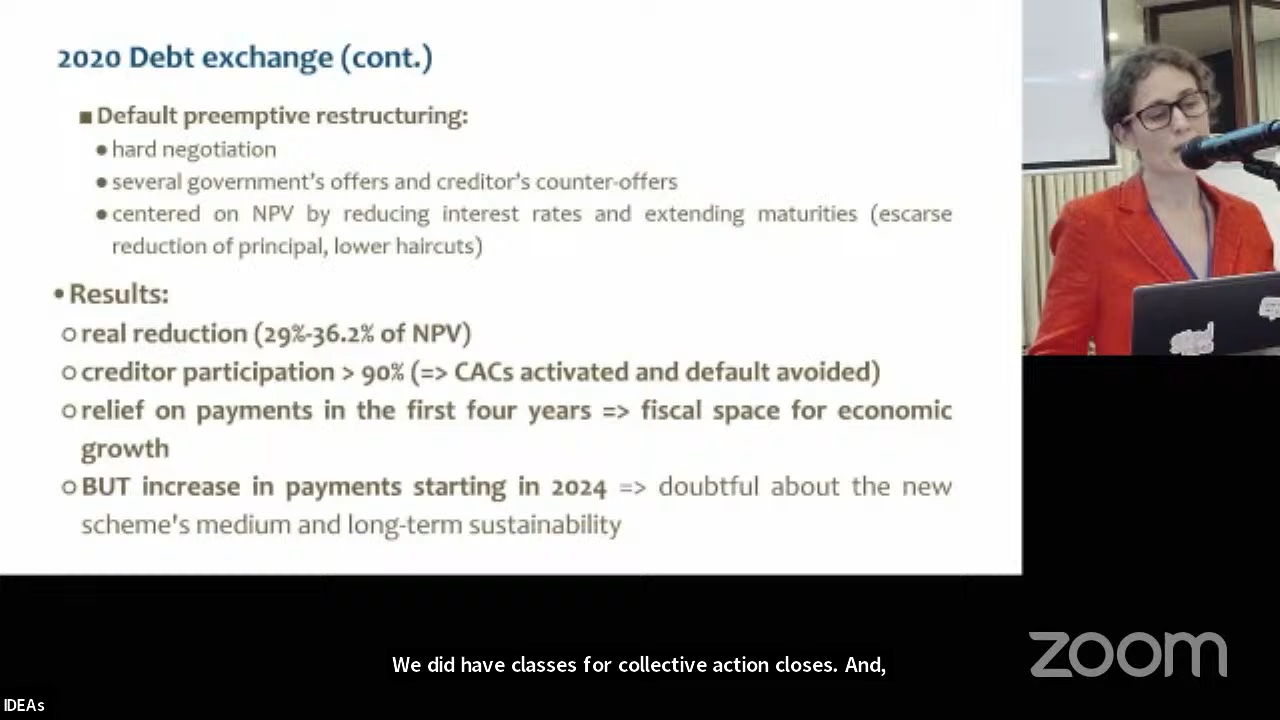 2020 Debt exchange (cont.)
■ Default preemptive restructuring:
● hard negotiation
● several government's offers and creditor's counter-offers
● centered on NPV by reducing interest rates and extending maturities (escarse
reduction of principal, lower haircuts)
• Results:
o real reduction (29%-36.2% of NPV)
o creditor participation > 90% (=> CACs activated and default avoided)
o relief on payments in the first four years => fiscal space for economic
growth
o BUT increase in payments starting in 2024 => doubtful about the new
scheme's medium and long-term sustainability
We did have classes for collective action closes. And,
zoom
IDEAs